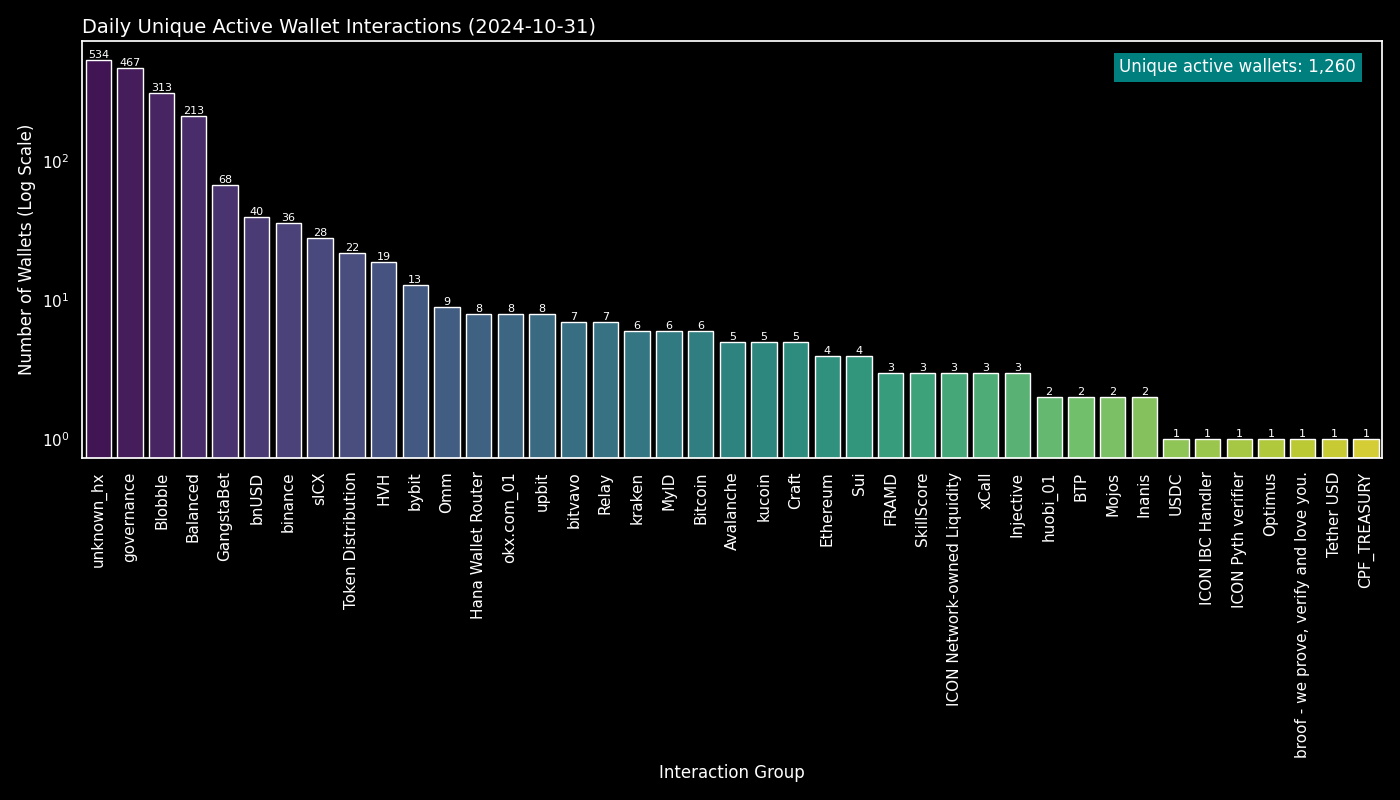 Daily Unique Active Wallet Interactions (2024-10-31)
Unique active wallets: 1,260
Number of Wallets (Log Scale)
10²
10¹
10⁰
534
467
313
213
68
40
36
28
22
19
13
9
8
8
8
7
7
6
6
6
5
5
5
4
4
3
3
3
3
3
2
2
2
2
1
1
1
1
1
1
1
unknown_hx
governance
Blobble
Balanced
GangstaBet
bnUSD
binance
sICX
Token Distribution
HVH
bybit
Omm
Hana Wallet Router
okx.com_01
upbit
bitvavo
Relay
kraken
MyID
Bitcoin
Avalanche
kucoin
Craft
Ethereum
Sui
FRAMD
SkillScore
ICON Network-owned Liquidity
xCall
Injective
huobi_01
BTP
Mojos
Inanis
USDC
ICON IBC Handler
ICON Pyth verifier
Optimus
broof - we prove, verify and love you.
Tether USD
CPF_TREASURY
Interaction Group